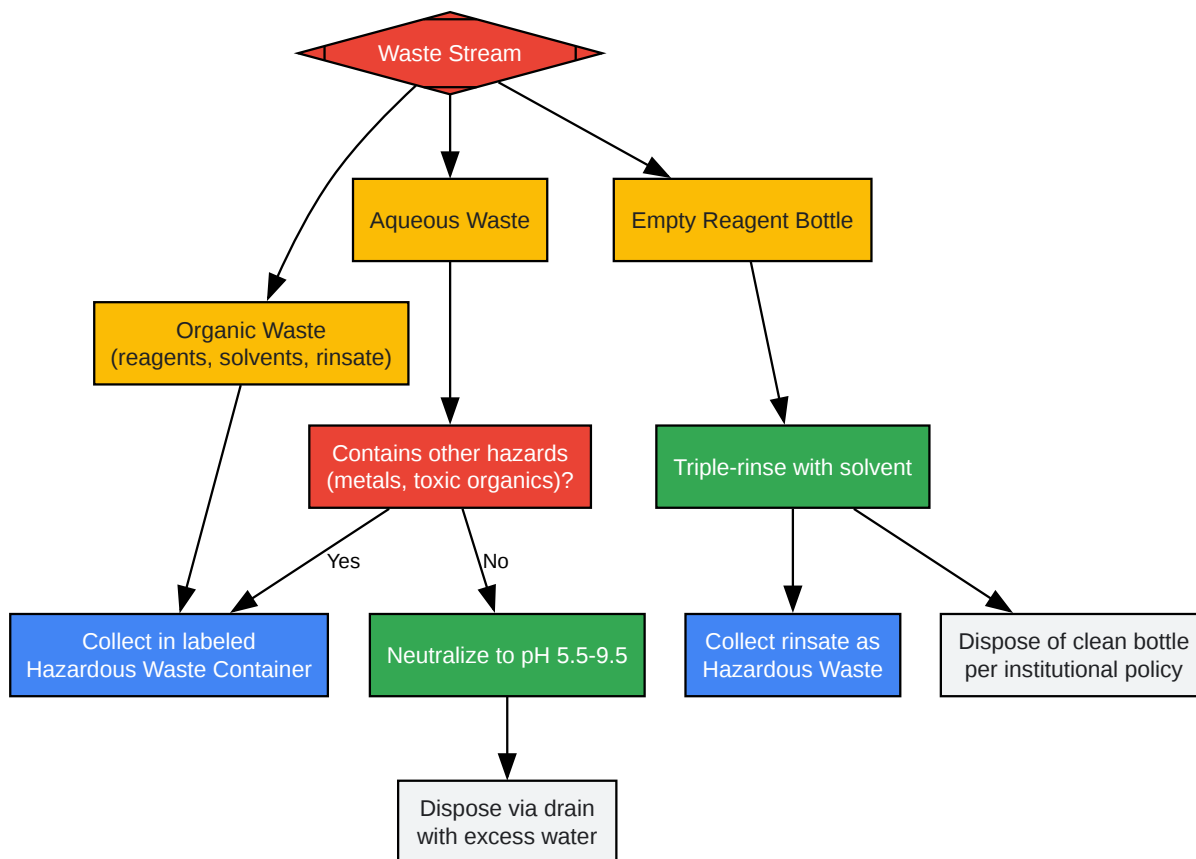 Waste Stream
Aqueous Waste
Empty Reagent Bottle
Organic Waste
(reagents, solvents, rinsate)
Contains other hazards
(metals, toxic organics)?
Triple-rinse with solvent
Yes
No
Collect in labeled
Hazardous Waste Container
Neutralize to pH 5.5-9.5
Collect rinsate as
Hazardous Waste
Dispose of clean bottle
per institutional policy
Dispose via drain
with excess water